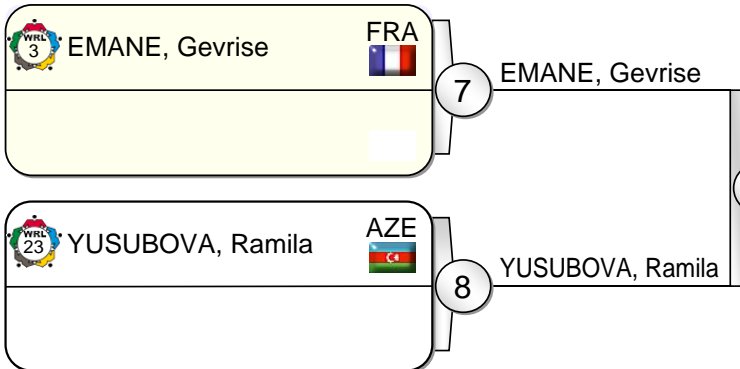 WRL
3
EMANE, Gevrise
FRA
7
EMANE, Gevrise
WRL
23
YUSUBOVA, Ramila
AZE
8
YUSUBOVA, Ramila